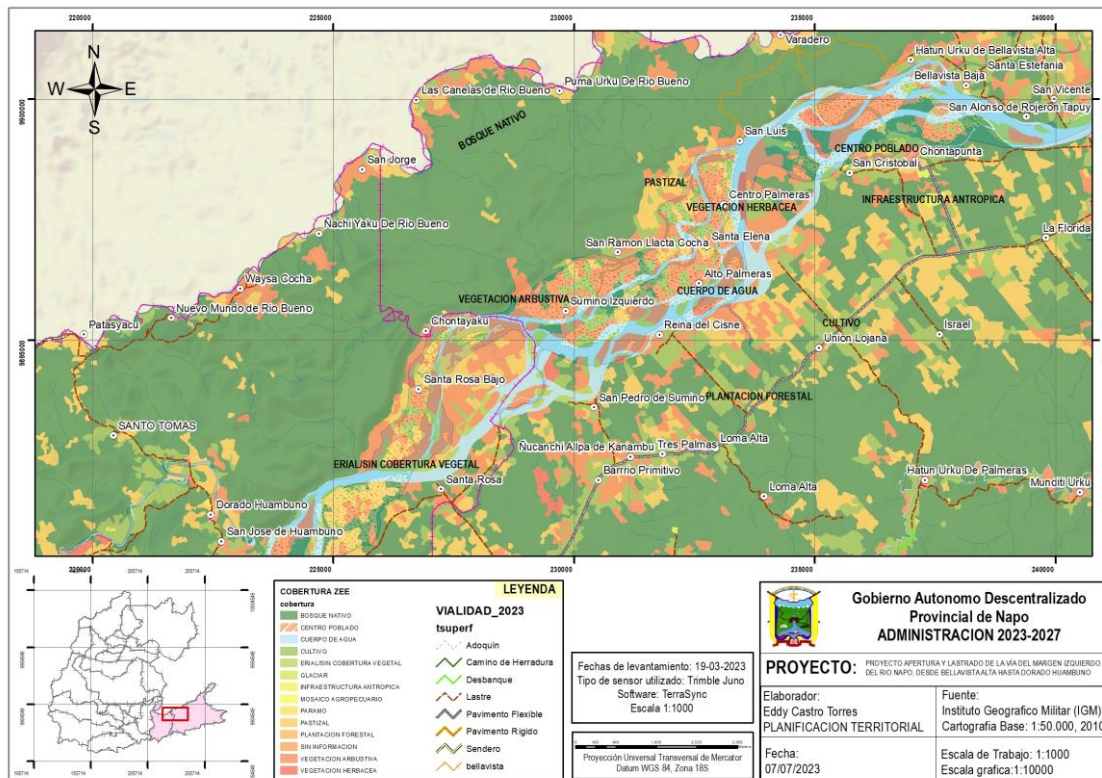 220000 225000 230000 235000 240000
Varadero
Hatun Urku de Bellavista Alta
Santa Estefania
N
Puma Urku De Rio Bueno
Bellavista Baja
San Vicente
W E
Las Canelas de Rio Bueno
9900000
9900000
S
BOSQUE NATIVO
San Alonso de Rojeron Tapuy
San Luis
CENTRO POBLADO
Chontapunta
San Jorge
San Cristobal
PASTIZAL
Centro Palmeras
INFRAESTRUCTURA ANTROPICA
VEGETACION HERBACEA
Ñachi Yaku De Rio Bueno
La Florida
San Ramon Llacta Cocha
Santa Elena
Alto Palmeras
Waysa Cocha
CUERPO DE AGUA
VEGETACION ARBUSTIVA
Sumino Izquierdo
Nuevo Mundo de Rio Bueno
CULTIVO
Patasyacu
Chontayaku
Reina del Cisne
Israel
9895000
9895000
Union Lojana
Santa Rosa Bajo
PLANTACION FORESTAL
San Pedro de Sumino
SANTO TOMAS
Ñucanchi Allpa de Kanambu
Tres Palmas
Loma Alta
ERIAL/SIN COBERTURA VEGETAL
Barrrio Primitivo
Hatun Urku De Palmeras
Santa Rosa
Munditi Urku
Loma Alta
Dorado Huambuno
San Jose de Huambuno
220000 225000 230000 235000 240000
LEYENDA
COBERTURA ZEE
cobertura
BOSQUE NATIVO
CENTRO POBLADO
CUERPO DE AGUA
CULTIVO
ERIAL/SIN COBERTURA VEGETAL
GLACIAR
INFRAESTRUCTURA ANTROPICA
MOSAICO AGROPECUARIO
PARAMO
PASTIZAL
PLANTACION FORESTAL
SIN INFORMACION
VEGETACION ARBUSTIVA
VEGETACION HERBACEA
VIALIDAD_2023
tsuperf
Adoquin
Camino de Herradura
Desbanque
Lastre
Pavimento Flexible
Pavimento Rigido
Sendero
bellavista
Fechas de levantamiento: 19-03-2023
Tipo de sensor utilizado: Trimble Juno
Software: TerraSync
Escala 1:1000
Proyección Universal Transversal de Mercator
Datum WGS 84, Zona 18S
Gobierno Autonomo Descentralizado
Provincial de Napo
ADMINISTRACION 2023-2027
PROYECTO: PROYECTO APERTURA Y LASTRADO DE LA VÍA DEL MARGEN IZQUIERDO
DEL RIO NAPO, DESDE BELLAVISTA ALTA HASTA DORADO HUAMBUNO
Elaborador:
Eddy Castro Torres
PLANIFICACION TERRITORIAL
Fuente:
Instituto Geografico Militar (IGM)
Cartografia Base: 1:50.000, 2010
Fecha:
07/07/2023
Escala de Trabajo: 1:1000
Escala grafica:1:10000